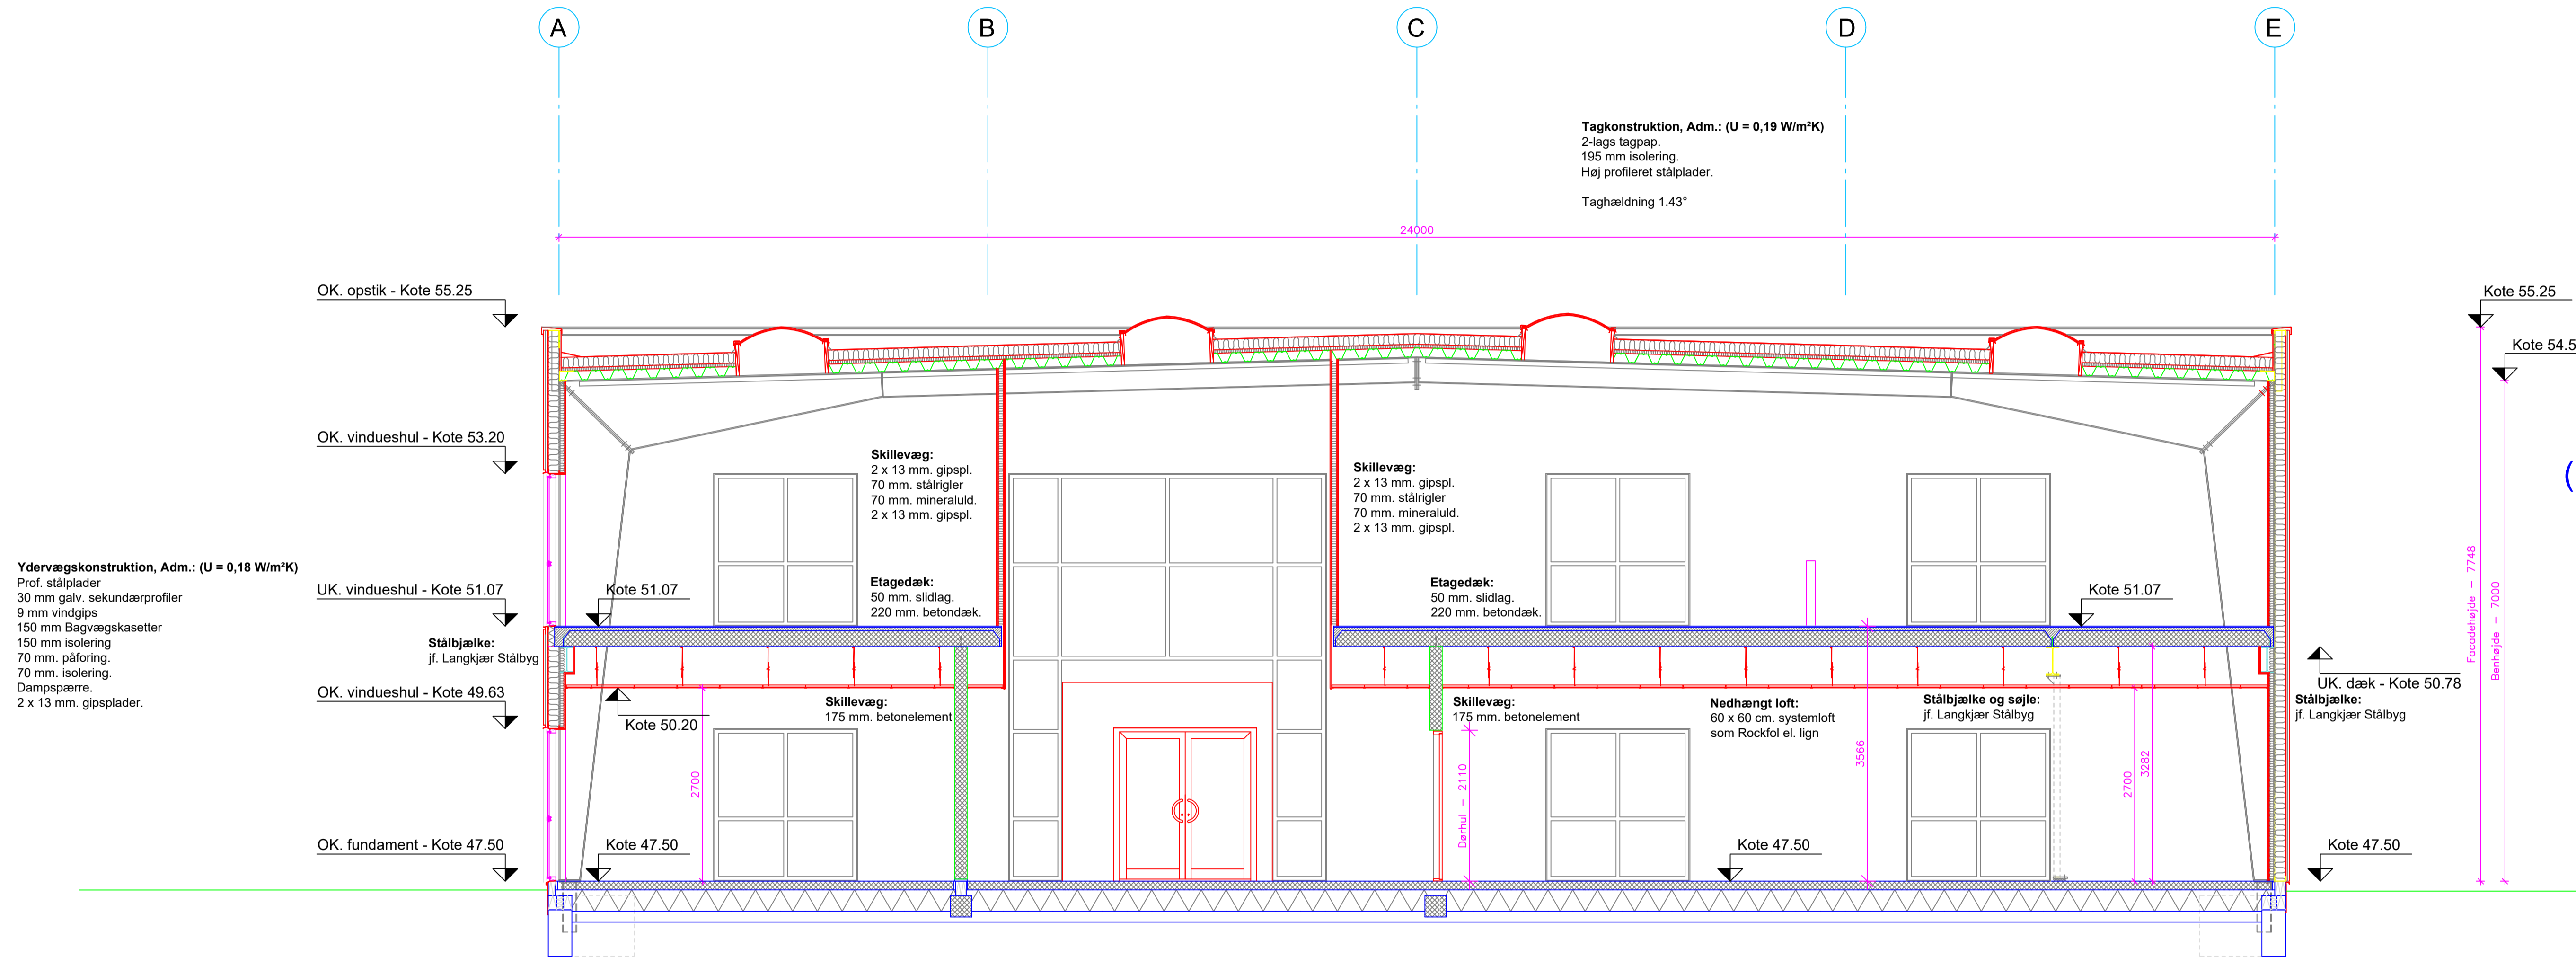 A
B
C
D
E
Tagkonstruktion, Adm.: (U = 0,19 W/m²K)
2-lags tagpap.
195 mm isolering.
Høj profileret stålplader.
Taghældning 1.43°
24000
OK. opstik - Kote 55.25
Kote 55.25
Kote 54.5
OK. vindueshul - Kote 53.20
Skillevæg:
2 x 13 mm. gipspl.
70 mm. stålrigler
70 mm. mineraluld.
2 x 13 mm. gipspl.
Skillevæg:
2 x 13 mm. gipspl.
70 mm. stålrigler
70 mm. mineraluld.
2 x 13 mm. gipspl.
(
Ydervægskonstruktion, Adm.: (U = 0,18 W/m²K)
Prof. stålplader
30 mm galv. sekundærprofiler
9 mm vindgips
150 mm Bagvægskasetter
150 mm isolering
70 mm. påforing.
70 mm. isolering.
Dampspærre.
2 x 13 mm. gipsplader.
UK. vindueshul - Kote 51.07
Kote 51.07
Etagedæk:
50 mm. slidlag.
220 mm. betondæk.
Etagedæk:
50 mm. slidlag.
220 mm. betondæk.
Kote 51.07
Facadehøjde - 7748
Benhøjde - 7000
Stålbjælke:
jf. Langkjær Stålbyg
OK. vindueshul - Kote 49.63
Kote 50.20
Skillevæg:
175 mm. betonelement
Skillevæg:
175 mm. betonelement
Nedhængt loft:
60 x 60 cm. systemloft
som Rockfol el. lign
Stålbjælke og søjle:
jf. Langkjær Stålbyg
UK. dæk - Kote 50.78
Stålbjælke:
jf. Langkjær Stålbyg
2700
Dørhul - 2110
3566
2700
3282
OK. fundament - Kote 47.50
Kote 47.50
Kote 47.50
Kote 47.50